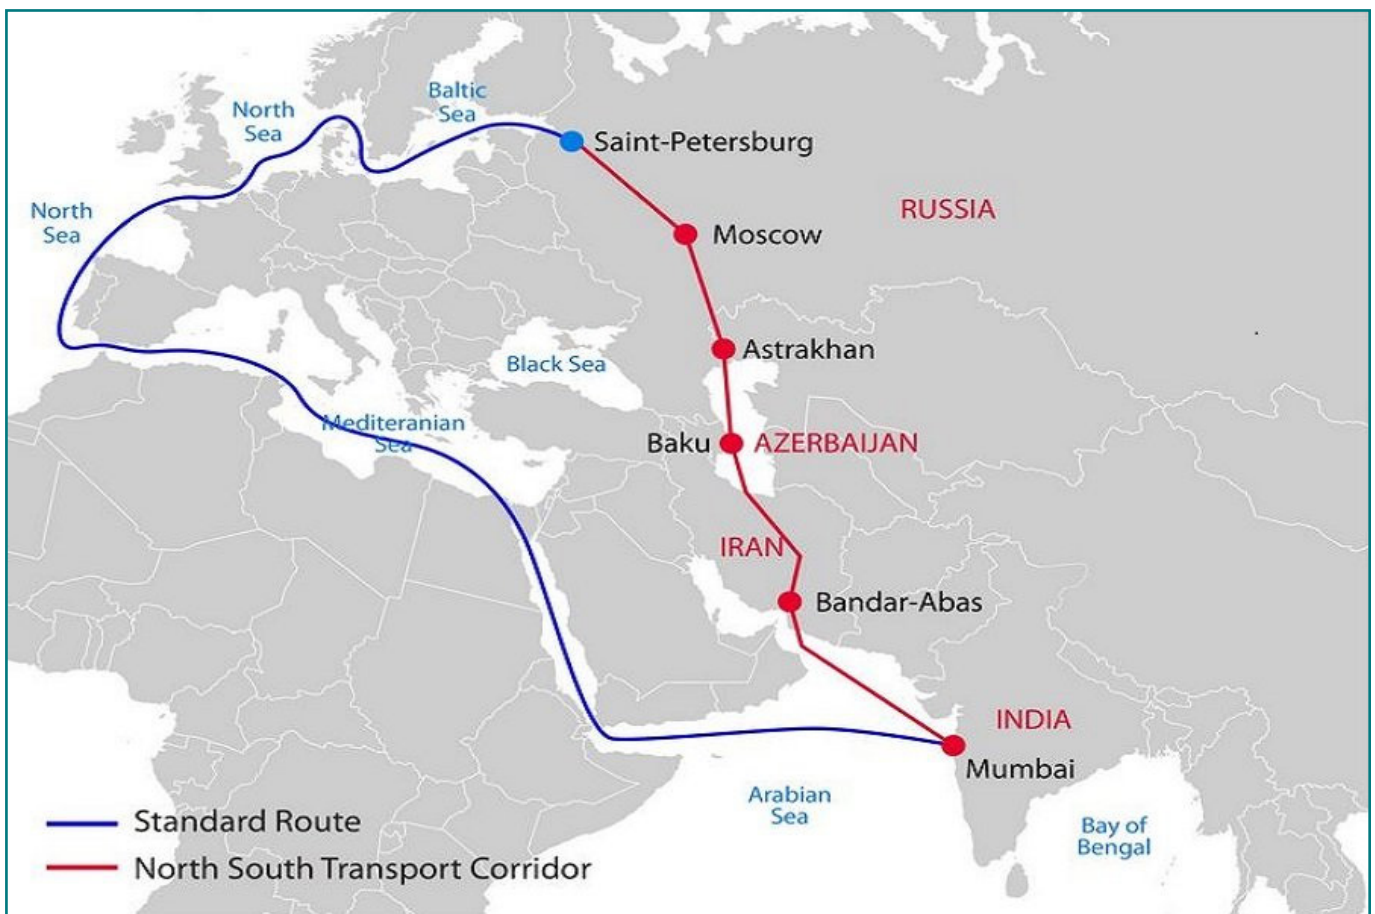 Baltic
Sea
North
Sea
Saint-Petersburg
North
Sea
RUSSIA
Moscow
Astrakhan
Black Sea
Mediteranian
Sea
Baku
AZERBAIJAN
IRAN
Bandar-Abas
INDIA
Mumbai
Arabian
Sea
Bay of
Bengal
Standard Route
North South Transport Corridor